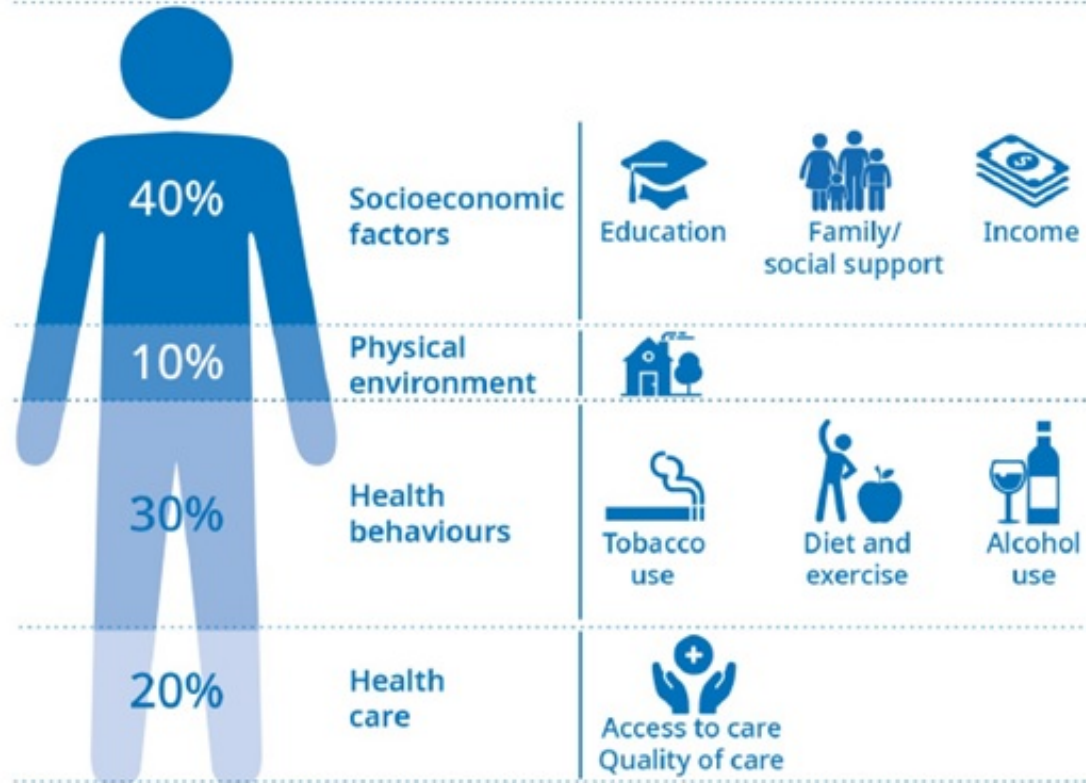 40%
Socioeconomic
factors
Education
Family/
social support
Income
10%
Physical
environment
30%
Health
behaviours
Tobacco
use
Diet and
exercise
Alcohol
use
20%
Health
care
Access to care
Quality of care